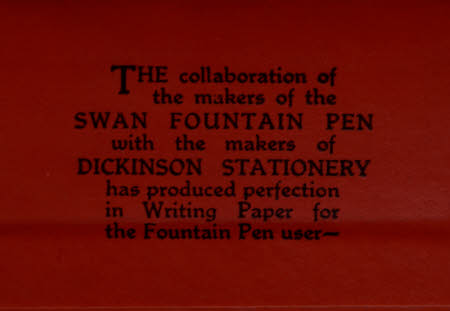 THE collaboration of
the makers of the
SWAN FOUNTAIN PEN
with the makers of
DICKINSON STATIONERY
has produced perfection
in Writing Paper for
the Fountain Pen user—